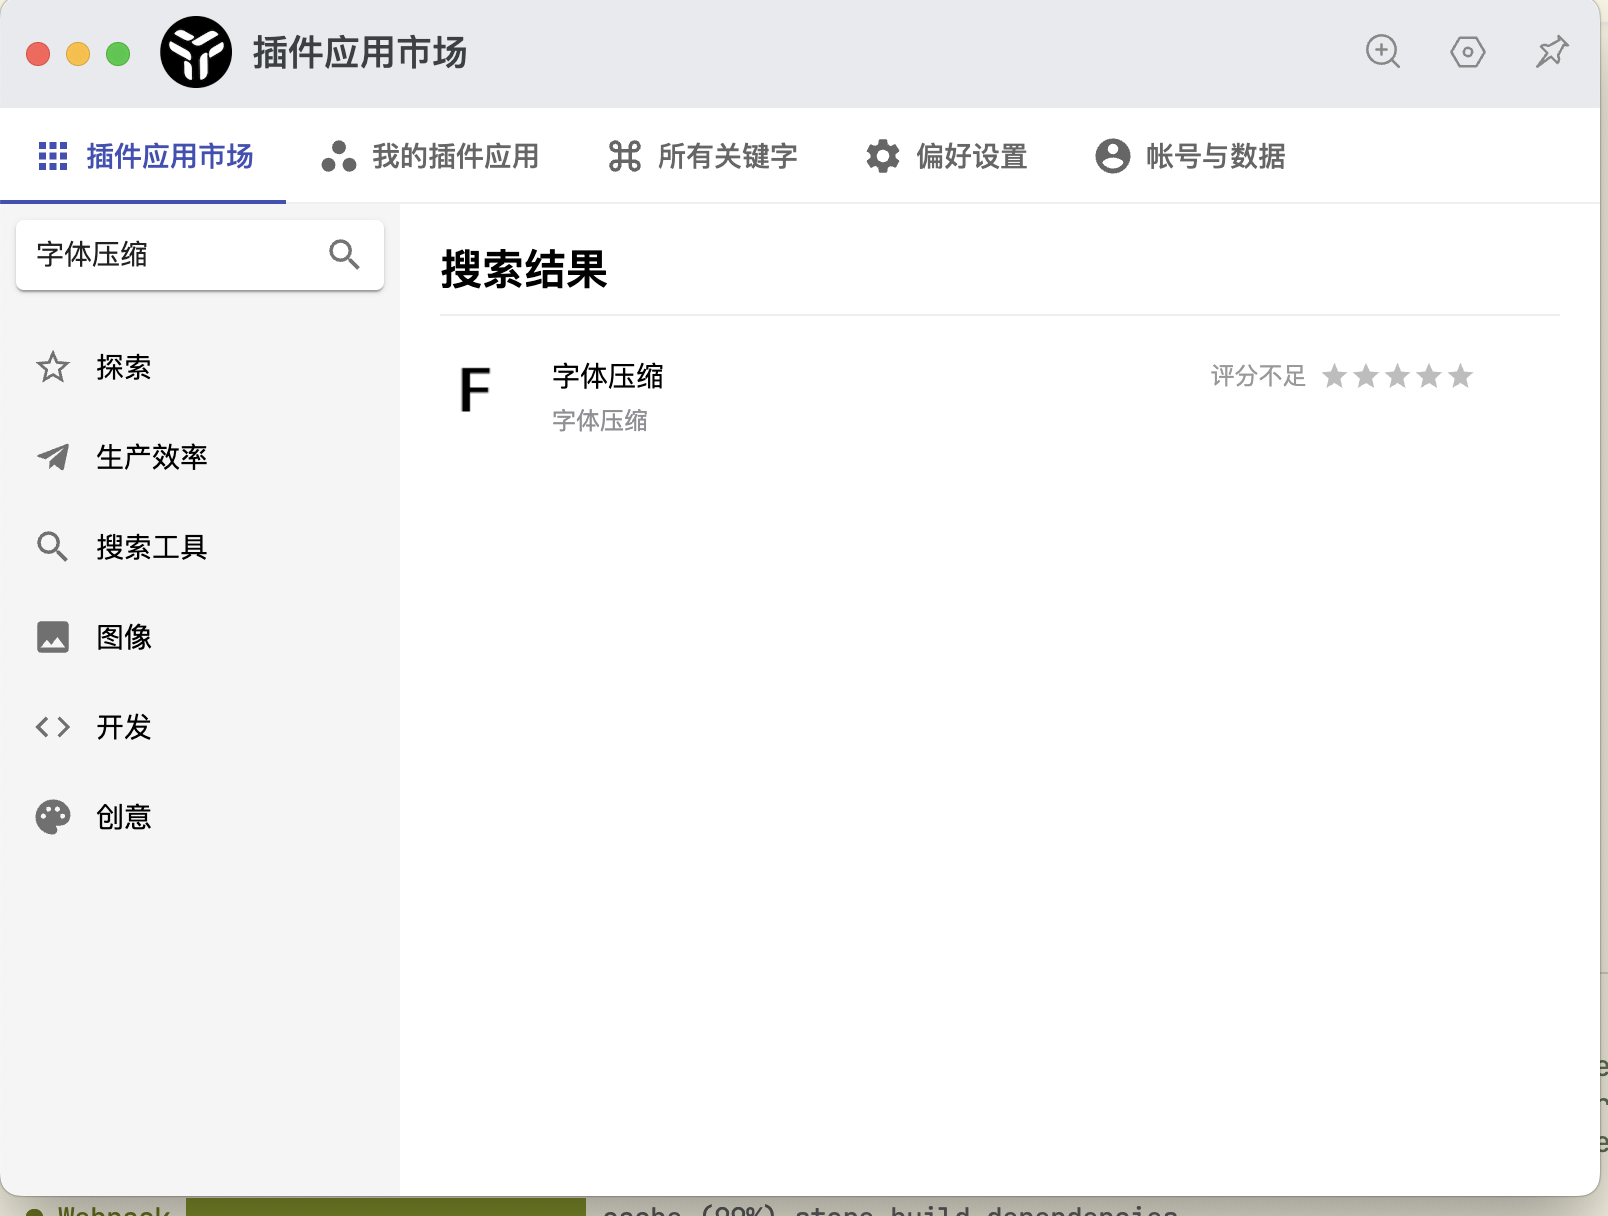 插件应用市场
插件应用市场 我的插件应用 所有关键字 偏好设置 帐号与数据
字体压缩
探索
生产效率
搜索工具
图像
开发
创意
搜索结果
F
字体压缩
评分不足
字体压缩
Webpack cache (99%) store build dependencies